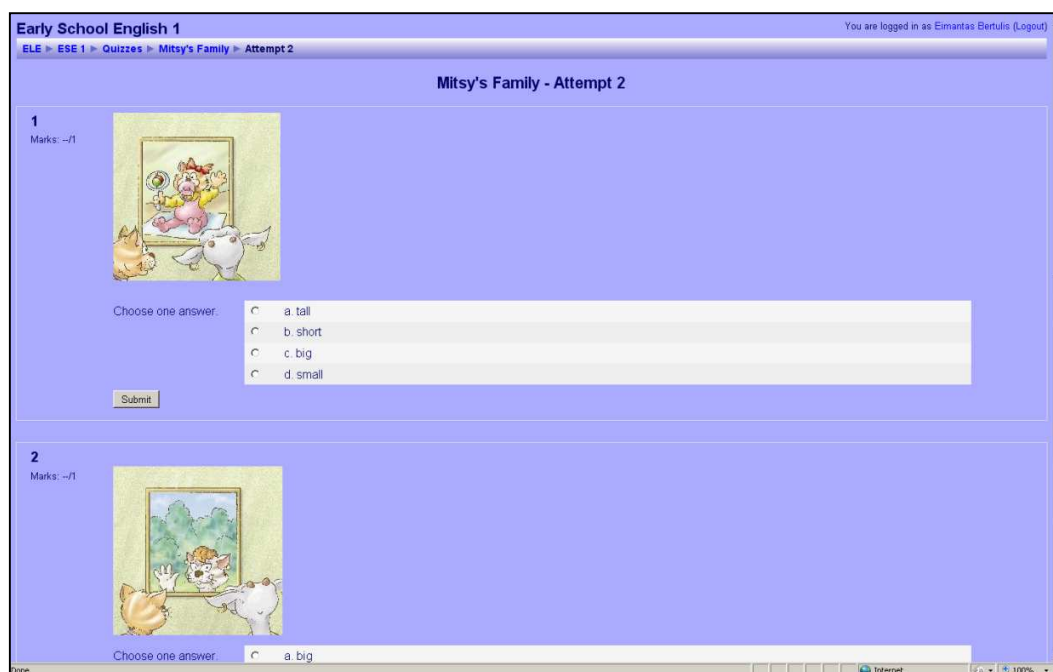 Early School English 1
You are logged in as Eimantas Bertulis (Logout)
ELE ► ESE 1 ► Quizzes ► Mitsy's Family ► Attempt 2
Mitsy's Family - Attempt 2
1
Marks: --/1
Choose one answer.
a. tall
b. short
c. big
d. small
Submit
2
Marks: --/1
Choose one answer.
a. big
Done
Internet
100%